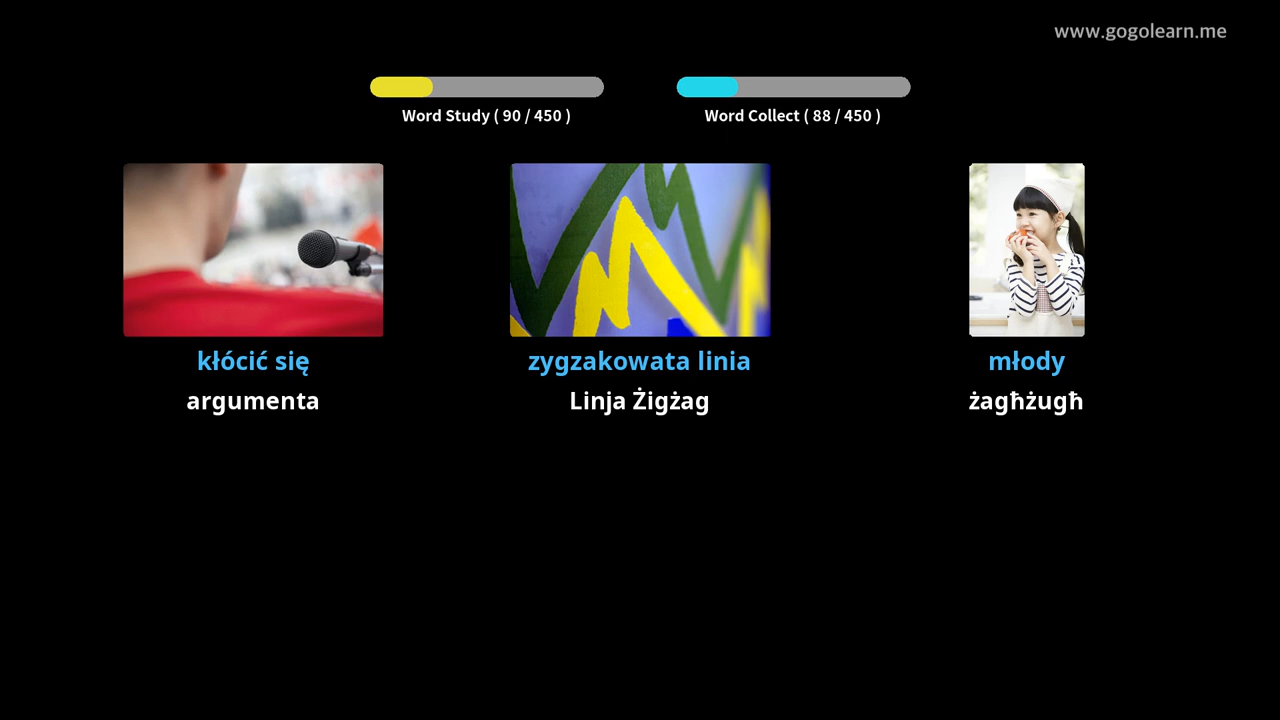 www.gogolearn.me
Word Study ( 90 / 450 )
Word Collect ( 88 / 450 )
kłócić się
argumenta
zygzakowata linia
Linja Żigżag
młody
żagħżugħ